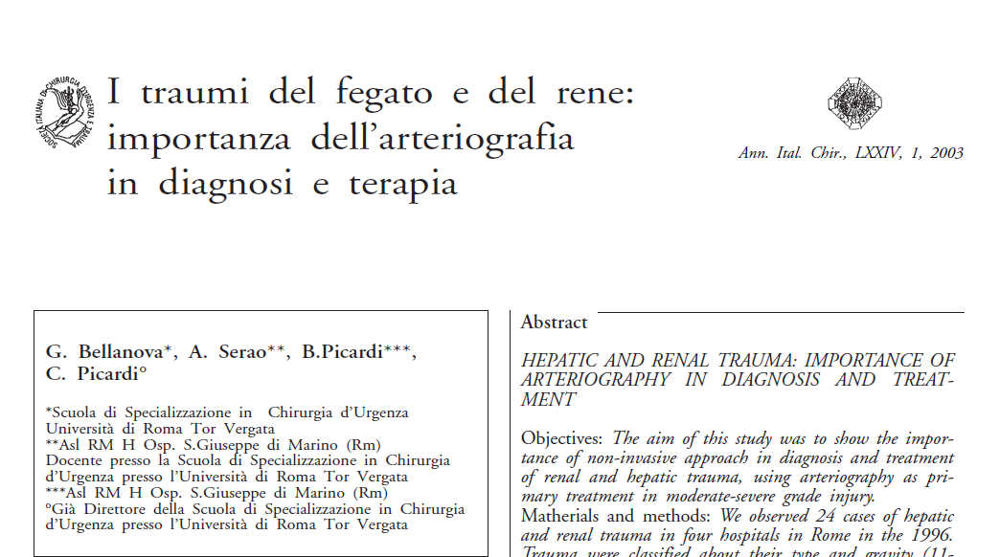 I traumi del fegato e del rene:
importanza dell'arteriografia
in diagnosi e terapia
SOCIETÀ ITALIANA DI CHIRURGIA D'URGENZA E TRAUMA
Ann. Ital. Chir., LXXIV, 1, 2003
G. Bellanova*, A. Serao**, B.Picardi***,
C. Picardi°
*Scuola di Specializzazione in Chirurgia d'Urgenza
Università di Roma Tor Vergata
**Asl RM H Osp. S.Giuseppe di Marino (Rm)
Docente presso la Scuola di Specializzazione in Chirurgia
d'Urgenza presso l'Università di Roma Tor Vergata
***Asl RM H Osp. S.Giuseppe di Marino (Rm)
°Già Direttore della Scuola di Specializzazione in Chirurgia
d'Urgenza presso l'Università di Roma Tor Vergata
Abstract
HEPATIC AND RENAL TRAUMA: IMPORTANCE OF
ARTERIOGRAPHY IN DIAGNOSIS AND TREAT-
MENT
Objectives: The aim of this study was to show the impor-
tance of non-invasive approach in diagnosis and treatment
of renal and hepatic trauma, using arteriography as pri-
mary treatment in moderate-severe grade injury.
Matherials and methods: We observed 24 cases of hepatic
and renal trauma in four hospitals in Rome in the 1996.
Trauma were classified about their type and gravity (11-